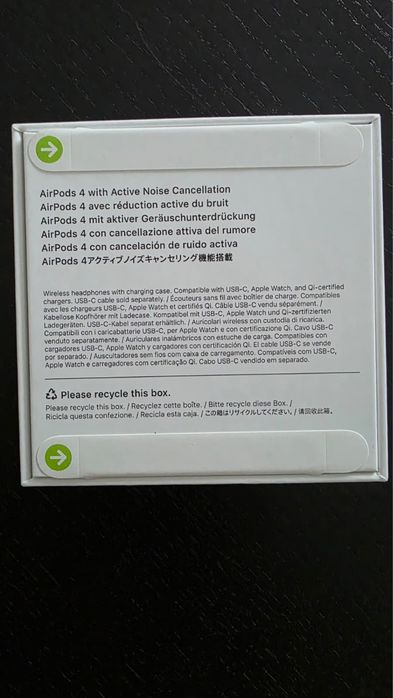 AirPods 4 with Active Noise Cancellation
AirPods 4 avec réduction active du bruit
AirPods 4 mit aktiver Geräuschunterdrückung
AirPods 4 con cancellazione attiva del rumore
AirPods 4 con cancelación de ruido activa
AirPods 4アクティブノイズキャンセリング機能搭載
Wireless headphones with charging case. Compatible with USB-C, Apple Watch, and Qi-certified
chargers. USB-C cable sold separately. / Écouteurs sans fil avec boîtier de charge. Compatibles
avec les chargeurs USB-C, Apple Watch et certifiés Qi. Câble USB-C vendu séparément. /
Kabellose Kopfhörer mit Ladecase. Kompatibel mit USB-C, Apple Watch und Qi-zertifizierten
Ladegeräten. USB-C-Kabel separat erhältlich. / Auricolari wireless con custodia di ricarica.
Compatibili con i caricabatterie USB-C, per Apple Watch e con certificazione Qi. Cavo USB-C
venduto separatamente. / Auriculares inalámbricos con estuche de carga. Compatibles con
cargadores USB-C, Apple Watch y cargadores con certificación Qi. El cable USB-C se vende
por separado. / Auscultadores sem fios com caixa de carregamento. Compatíveis com USB-C,
Apple Watch e carregadores com certificação Qi. Cabo USB-C vendido em separado.
Please recycle this box.
Please recycle this box. / Recyclez cette boîte. / Bitte recycle diese Box. /
Ricicla questa confezione. / Recicla esta caja. / この箱はリサイクルしてください。/ 请回收此箱。